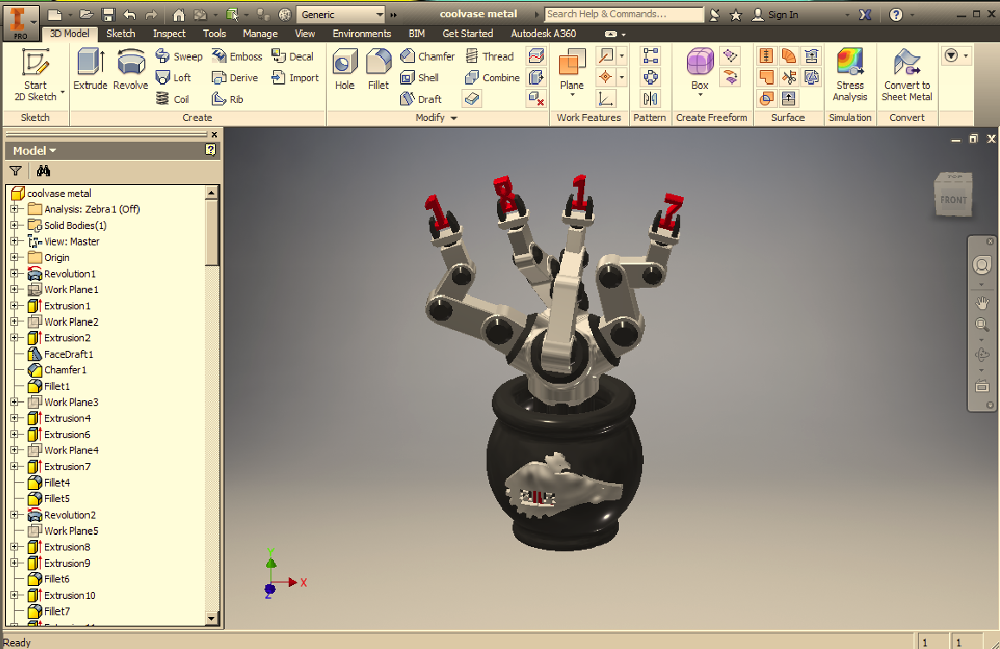 PRO
Generic
coolvase metal
Search Help & Commands...
Sign In
3D Model Sketch Inspect Tools Manage View Environments BIM Get Started Autodesk A360
Start
2D Sketch
Extrude Revolve
Sweep Emboss Decal
Loft Derive Import
Coil Rib
Hole Fillet
Chamfer Thread
Shell Combine
Draft
Plane
Box
Stress
Analysis
Convert to
Sheet Metal
Sketch Create Modify Work Features Pattern Create Freeform Surface Simulation Convert
Model
coolvase metal
Analysis: Zebra1 (Off)
Solid Bodies(1)
View: Master
Origin
Revolution1
Work Plane1
Extrusion1
Work Plane2
Extrusion2
FaceDraft1
Chamfer1
Fillet1
Work Plane3
Extrusion4
Extrusion6
Work Plane4
Extrusion7
Fillet4
Fillet5
Revolution2
Work Plane5
Extrusion8
Extrusion9
Fillet6
Extrusion10
Fillet7
TOP
FRONT
1 8 1 7
Y
X
Z
Ready
1 1